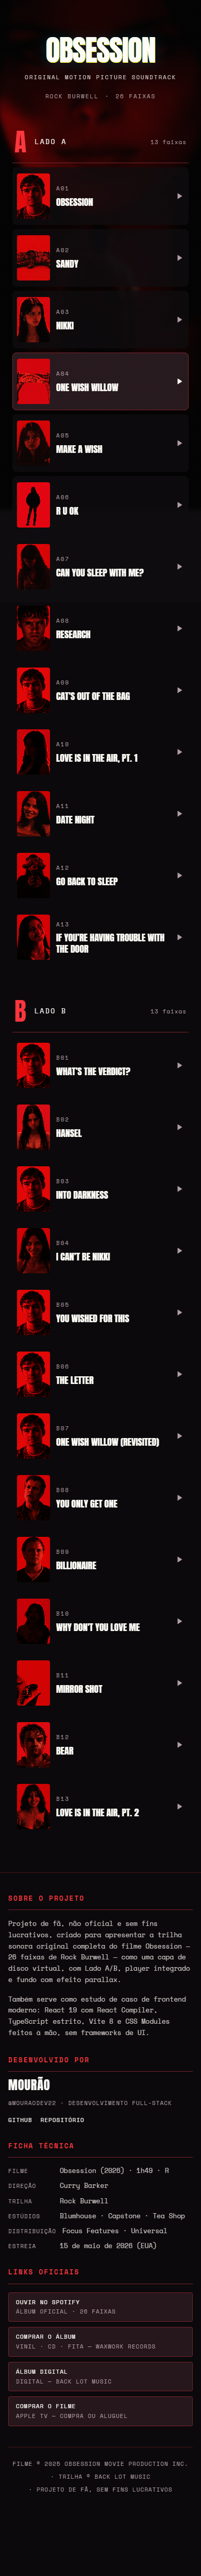 OBSESSION
ORIGINAL MOTION PICTURE SOUNDTRACK
ROCK BURWELL · 26 FAIXAS
A LADO A 13 faixas
A01
OBSESSION
A02
SANDY
A03
NIKKI
A04
ONE WISH WILLOW
A05
MAKE A WISH
A06
R U OK
A07
CAN YOU SLEEP WITH ME?
A08
RESEARCH
A09
CAT'S OUT OF THE BAG
A10
LOVE IS IN THE AIR, PT. 1
A11
DATE NIGHT
A12
GO BACK TO SLEEP
A13
IF YOU'RE HAVING TROUBLE WITH
THE DOOR
B LADO B 13 faixas
B01
WHAT'S THE VERDICT?
B02
HANSEL
B03
INTO DARKNESS
B04
I CAN'T BE NIKKI
B05
YOU WISHED FOR THIS
B06
THE LETTER
B07
ONE WISH WILLOW (REVISITED)
B08
YOU ONLY GET ONE
B09
BILLIONAIRE
B10
WHY DON'T YOU LOVE ME
B11
MIRROR SHOT
B12
BEAR
B13
LOVE IS IN THE AIR, PT. 2
SOBRE O PROJETO
Projeto de fã, não oficial e sem fins
lucrativos, criado para apresentar a trilha
sonora original completa do filme Obsession —
26 faixas de Rock Burwell — como uma capa de
disco virtual, com Lado A/B, player integrado
e fundo com efeito parallax.
Também serve como estudo de caso de frontend
moderno: React 19 com React Compiler,
TypeScript estrito, Vite 8 e CSS Modules
feitos a mão, sem frameworks de UI.
DESENVOLVIDO POR
MOURÃO
@MOURAODEV22 · DESENVOLVIMENTO FULL-STACK
GITHUB REPOSITÓRIO
FICHA TÉCNICA
FILME Obsession (2026) · 1h49 · R
DIREÇÃO Curry Barker
TRILHA Rock Burwell
ESTÚDIOS Blumhouse · Capstone · Tea Shop
DISTRIBUIÇÃO Focus Features · Universal
ESTREIA 15 de maio de 2026 (EUA)
LINKS OFICIAIS
OUVIR NO SPOTIFY
ÁLBUM OFICIAL · 26 FAIXAS
COMPRAR O ÁLBUM
VINIL · CD · FITA — WAXWORK RECORDS
ÁLBUM DIGITAL
DIGITAL — BACK LOT MUSIC
COMPRAR O FILME
APPLE TV — COMPRA OU ALUGUEL
FILME © 2025 OBSESSION MOVIE PRODUCTION INC.
· TRILHA © BACK LOT MUSIC
· PROJETO DE FÃ, SEM FINS LUCRATIVOS